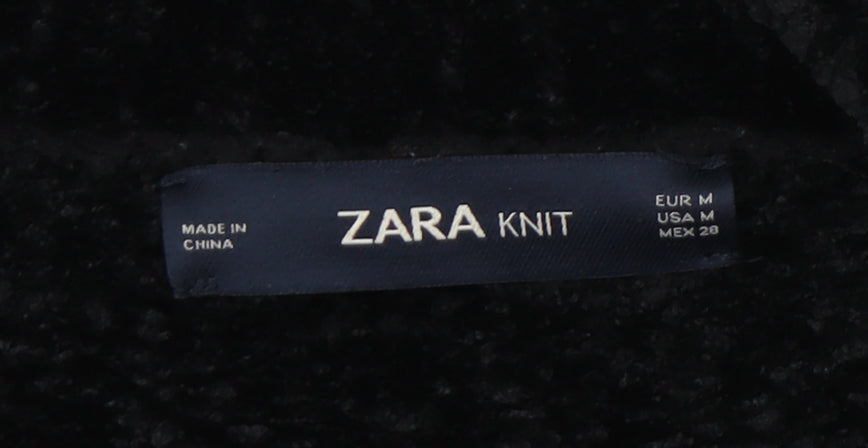 MADE IN
CHINA
ZARA KNIT
EUR M
USA M
MEX 28